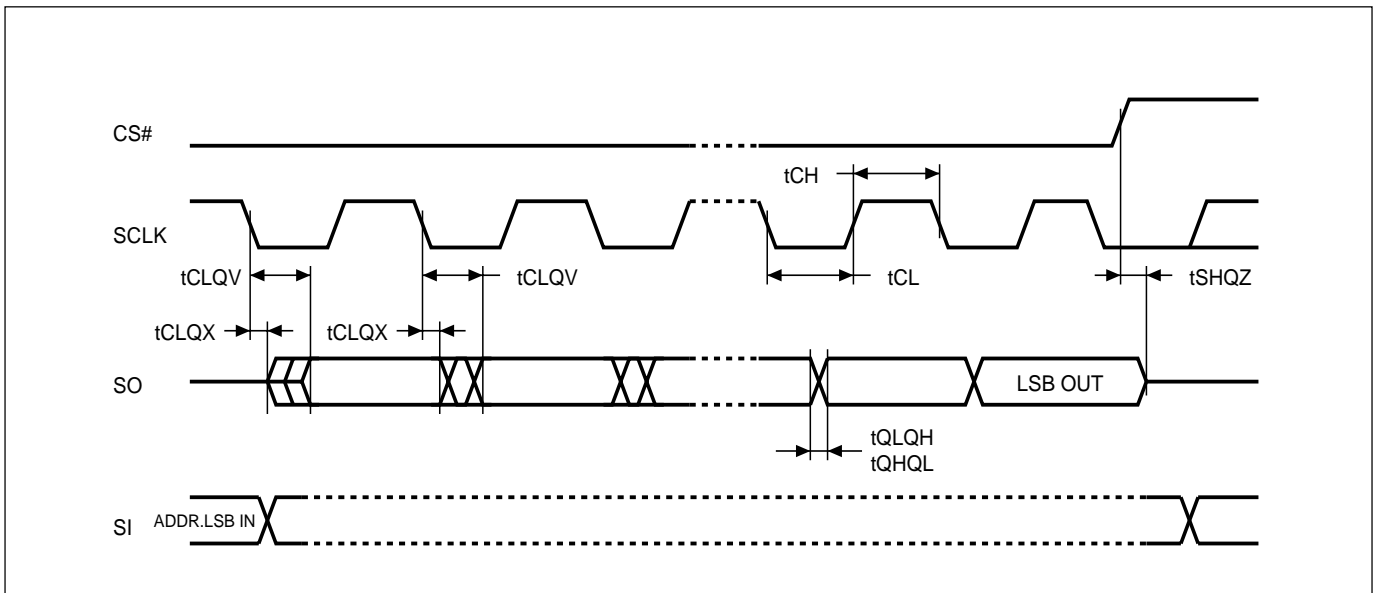 CS#
tCH
SCLK
tCLQV
tCLQV
tCL
tSHQZ
tCLQX
tCLQX
SO
LSB OUT
tQLQH
tQHQL
SI
ADDR.LSB IN